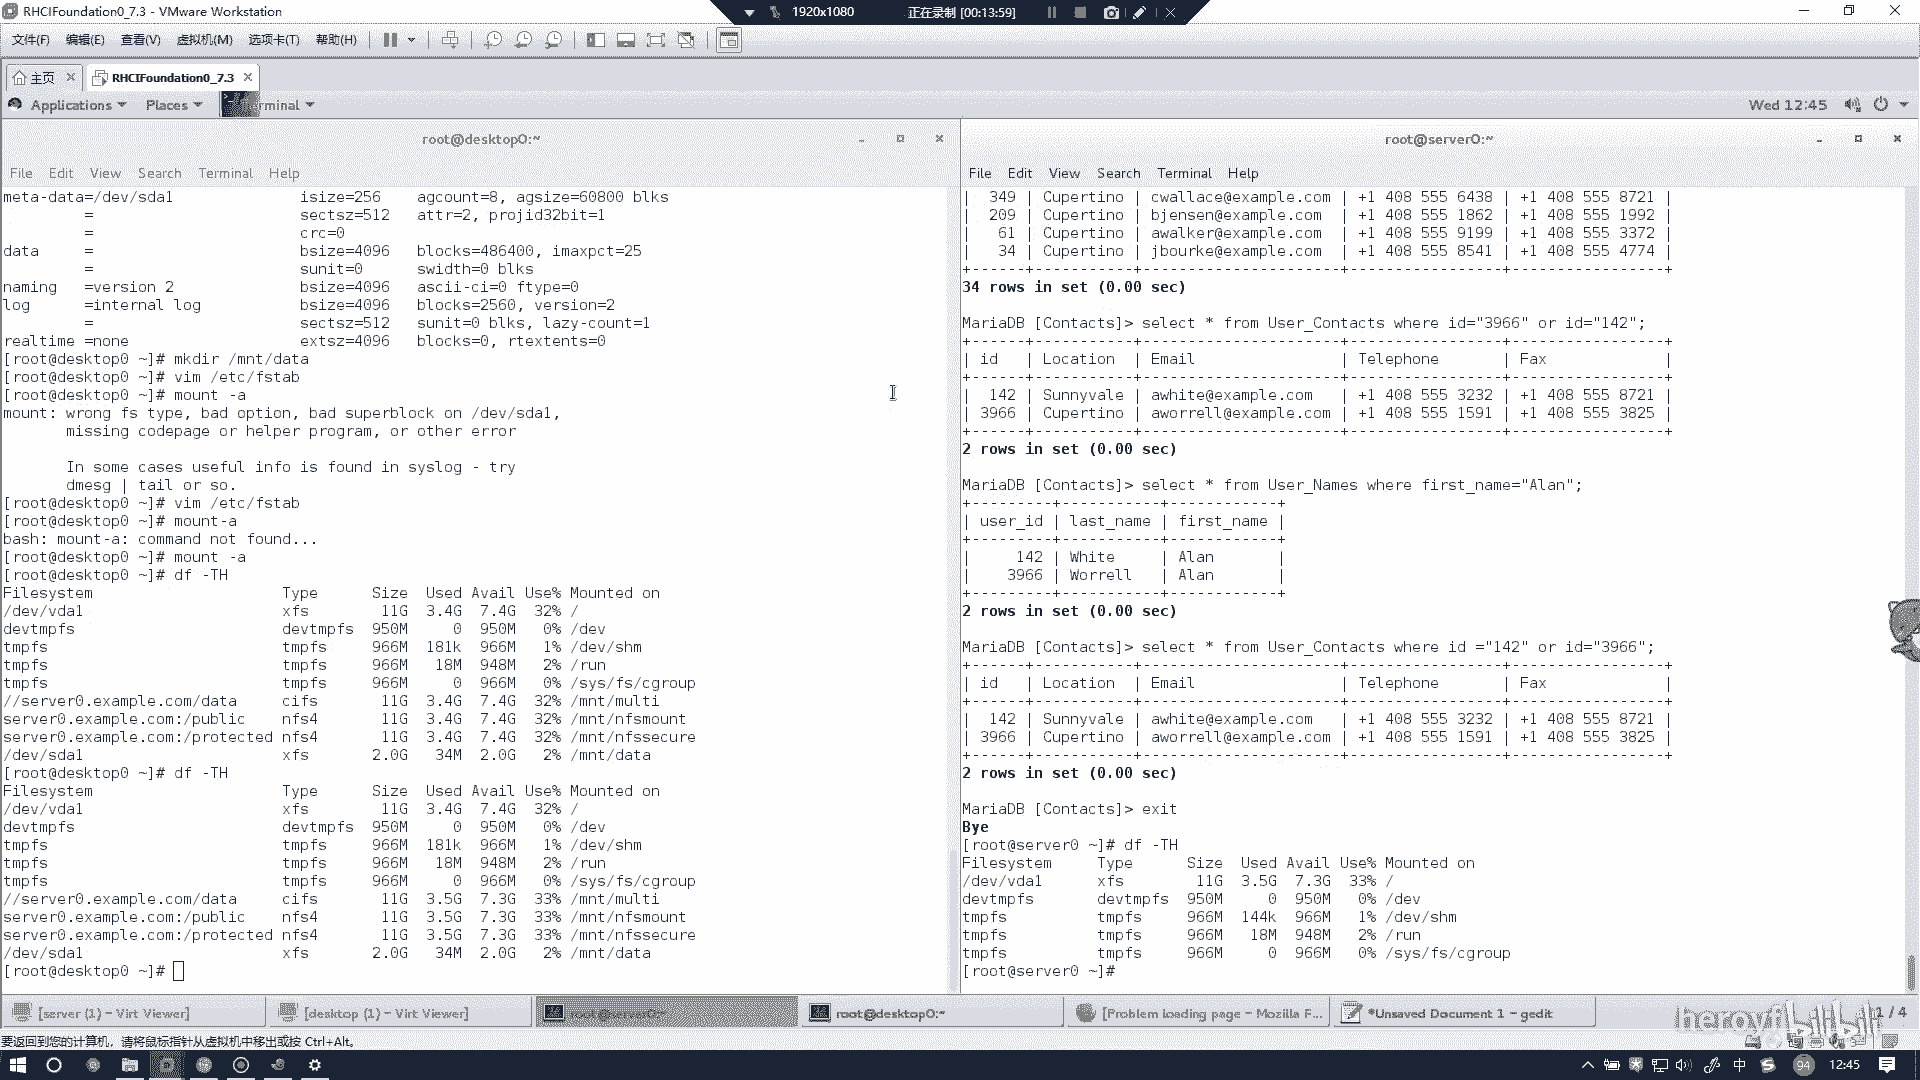 RHCIFoundation0_7.3 - VMware Workstation
1920x1080 正在录制 [00:13:59]
文件(F) 编辑(E) 查看(V) 虚拟机(M) 选项卡(T) 帮助(H)
主页 RHCIFoundation0_7.3
Applications Places Terminal Wed 12:45
root@desktop0:~
File Edit View Search Terminal Help
meta-data=/dev/sda1 isize=256 agcount=8, agsize=60800 blks
= sectsz=512 attr=2, projid32bit=1
= crc=0
data = bsize=4096 blocks=486400, imaxpct=25
= sunit=0 swidth=0 blks
naming =version 2 bsize=4096 ascii-ci=0 ftype=0
log =internal log bsize=4096 blocks=2560, version=2
= sectsz=512 sunit=0 blks, lazy-count=1
realtime =none extsz=4096 blocks=0, rtextents=0
[root@desktop0 ~]# mkdir /mnt/data
[root@desktop0 ~]# vim /etc/fstab
[root@desktop0 ~]# mount -a
mount: wrong fs type, bad option, bad superblock on /dev/sda1,
missing codepage or helper program, or other error
In some cases useful info is found in syslog - try
dmesg | tail or so.
[root@desktop0 ~]# vim /etc/fstab
[root@desktop0 ~]# mount-a
bash: mount-a: command not found...
[root@desktop0 ~]# mount -a
[root@desktop0 ~]# df -TH
Filesystem Type Size Used Avail Use% Mounted on
/dev/vda1 xfs 11G 3.4G 7.4G 32% /
devtmpfs devtmpfs 950M 0 950M 0% /dev
tmpfs tmpfs 966M 181k 966M 1% /dev/shm
tmpfs tmpfs 966M 18M 948M 2% /run
tmpfs tmpfs 966M 0 966M 0% /sys/fs/cgroup
//server0.example.com/data cifs 11G 3.4G 7.4G 32% /mnt/multi
server0.example.com:/public nfs4 11G 3.4G 7.4G 32% /mnt/nfsmount
server0.example.com:/protected nfs4 11G 3.4G 7.4G 32% /mnt/nfssecure
/dev/sda1 xfs 2.0G 34M 2.0G 2% /mnt/data
[root@desktop0 ~]# df -TH
Filesystem Type Size Used Avail Use% Mounted on
/dev/vda1 xfs 11G 3.4G 7.4G 32% /
devtmpfs devtmpfs 950M 0 950M 0% /dev
tmpfs tmpfs 966M 181k 966M 1% /dev/shm
tmpfs tmpfs 966M 18M 948M 2% /run
tmpfs tmpfs 966M 0 966M 0% /sys/fs/cgroup
//server0.example.com/data cifs 11G 3.5G 7.3G 33% /mnt/multi
server0.example.com:/public nfs4 11G 3.5G 7.3G 33% /mnt/nfsmount
server0.example.com:/protected nfs4 11G 3.5G 7.3G 33% /mnt/nfssecure
/dev/sda1 xfs 2.0G 34M 2.0G 2% /mnt/data
[root@desktop0 ~]#
root@server0:~
File Edit View Search Terminal Help
| 349 | Cupertino | cwallace@example.com | +1 408 555 6438 | +1 408 555 8721 |
| 209 | Cupertino | bjensen@example.com | +1 408 555 1862 | +1 408 555 1992 |
| 61 | Cupertino | awalker@example.com | +1 408 555 9199 | +1 408 555 3372 |
| 34 | Cupertino | jbourke@example.com | +1 408 555 8541 | +1 408 555 4774 |
+------+-----------+----------------------+-----------------+-----------------+
34 rows in set (0.00 sec)
MariaDB [Contacts]> select * from User_Contacts where id="3966" or id="142";
+------+-----------+----------------------+-----------------+-----------------+
| id | Location | Email | Telephone | Fax |
+------+-----------+----------------------+-----------------+-----------------+
| 142 | Sunnyvale | awhite@example.com | +1 408 555 3232 | +1 408 555 8721 |
| 3966 | Cupertino | aworrell@example.com | +1 408 555 1591 | +1 408 555 3825 |
+------+-----------+----------------------+-----------------+-----------------+
2 rows in set (0.00 sec)
MariaDB [Contacts]> select * from User_Names where first_name="Alan";
+---------+-----------+------------+
| user_id | last_name | first_name |
+---------+-----------+------------+
| 142 | White | Alan |
| 3966 | Worrell | Alan |
+---------+-----------+------------+
2 rows in set (0.00 sec)
MariaDB [Contacts]> select * from User_Contacts where id ="142" or id="3966";
+------+-----------+----------------------+-----------------+-----------------+
| id | Location | Email | Telephone | Fax |
+------+-----------+----------------------+-----------------+-----------------+
| 142 | Sunnyvale | awhite@example.com | +1 408 555 3232 | +1 408 555 8721 |
| 3966 | Cupertino | aworrell@example.com | +1 408 555 1591 | +1 408 555 3825 |
+------+-----------+----------------------+-----------------+-----------------+
2 rows in set (0.00 sec)
MariaDB [Contacts]> exit
Bye
[root@server0 ~]# df -TH
Filesystem Type Size Used Avail Use% Mounted on
/dev/vda1 xfs 11G 3.5G 7.3G 33% /
devtmpfs devtmpfs 950M 0 950M 0% /dev
tmpfs tmpfs 966M 144k 966M 1% /dev/shm
tmpfs tmpfs 966M 18M 948M 2% /run
tmpfs tmpfs 966M 0 966M 0% /sys/fs/cgroup
[root@server0 ~]#
[server (1) – Virt Viewer] [desktop (1) – Virt Viewer] root@server0:~ root@desktop0:~ [Problem loading page – Mozilla F... *Unsaved Document 1 – gedit 1 / 4
bilibili
要返回到您的计算机，请将鼠标指针从虚拟机中移出或按 Ctrl+Alt。
中 94 12:45